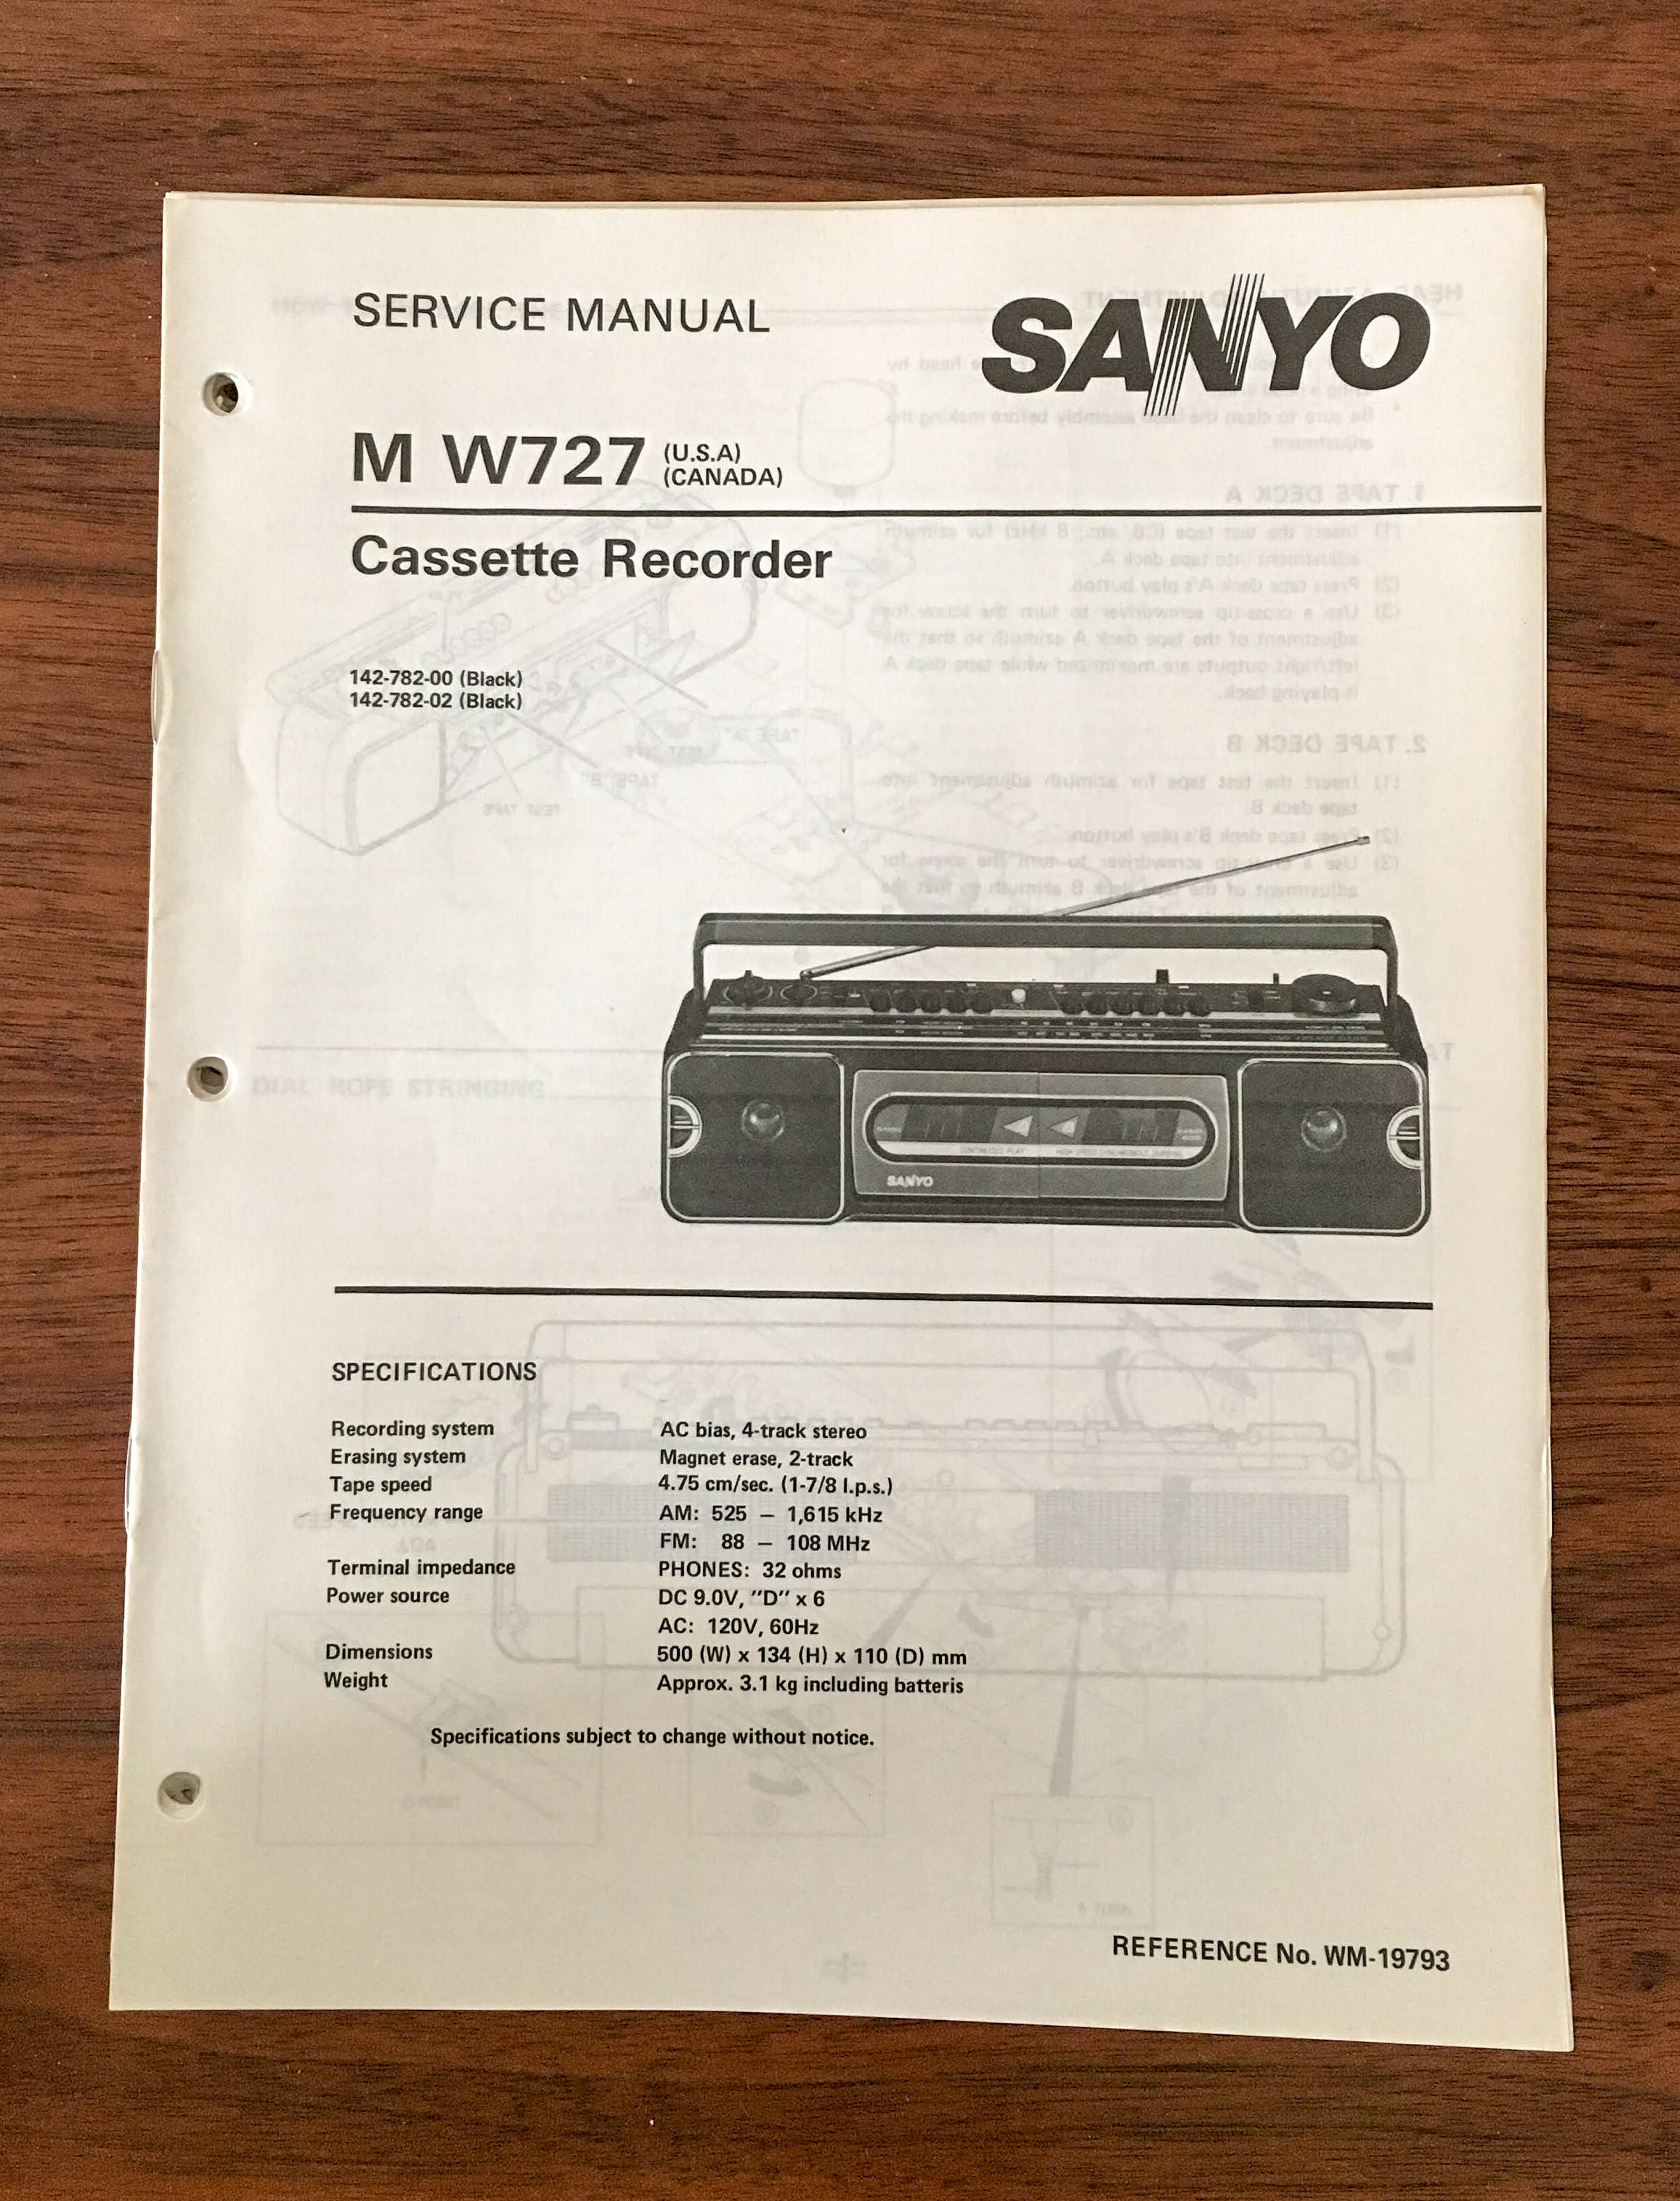 SERVICE MANUAL
SANYO
M W727 (U.S.A)
(CANADA)
Cassette Recorder
142-782-00 (Black)
142-782-02 (Black)
CONTINUOUS PLAY
SANYO
SPECIFICATIONS
Recording system AC bias, 4-track stereo
Erasing system Magnet erase, 2-track
Tape speed 4.75 cm/sec. (1-7/8 I.p.s.)
Frequency range AM: 525 — 1,615 kHz
FM: 88 — 108 MHz
Terminal impedance PHONES: 32 ohms
Power source DC 9.0V, "D" x 6
AC: 120V, 60Hz
Dimensions 500 (W) x 134 (H) x 110 (D) mm
Weight Approx. 3.1 kg including batteris
Specifications subject to change without notice.
REFERENCE No. WM-19793